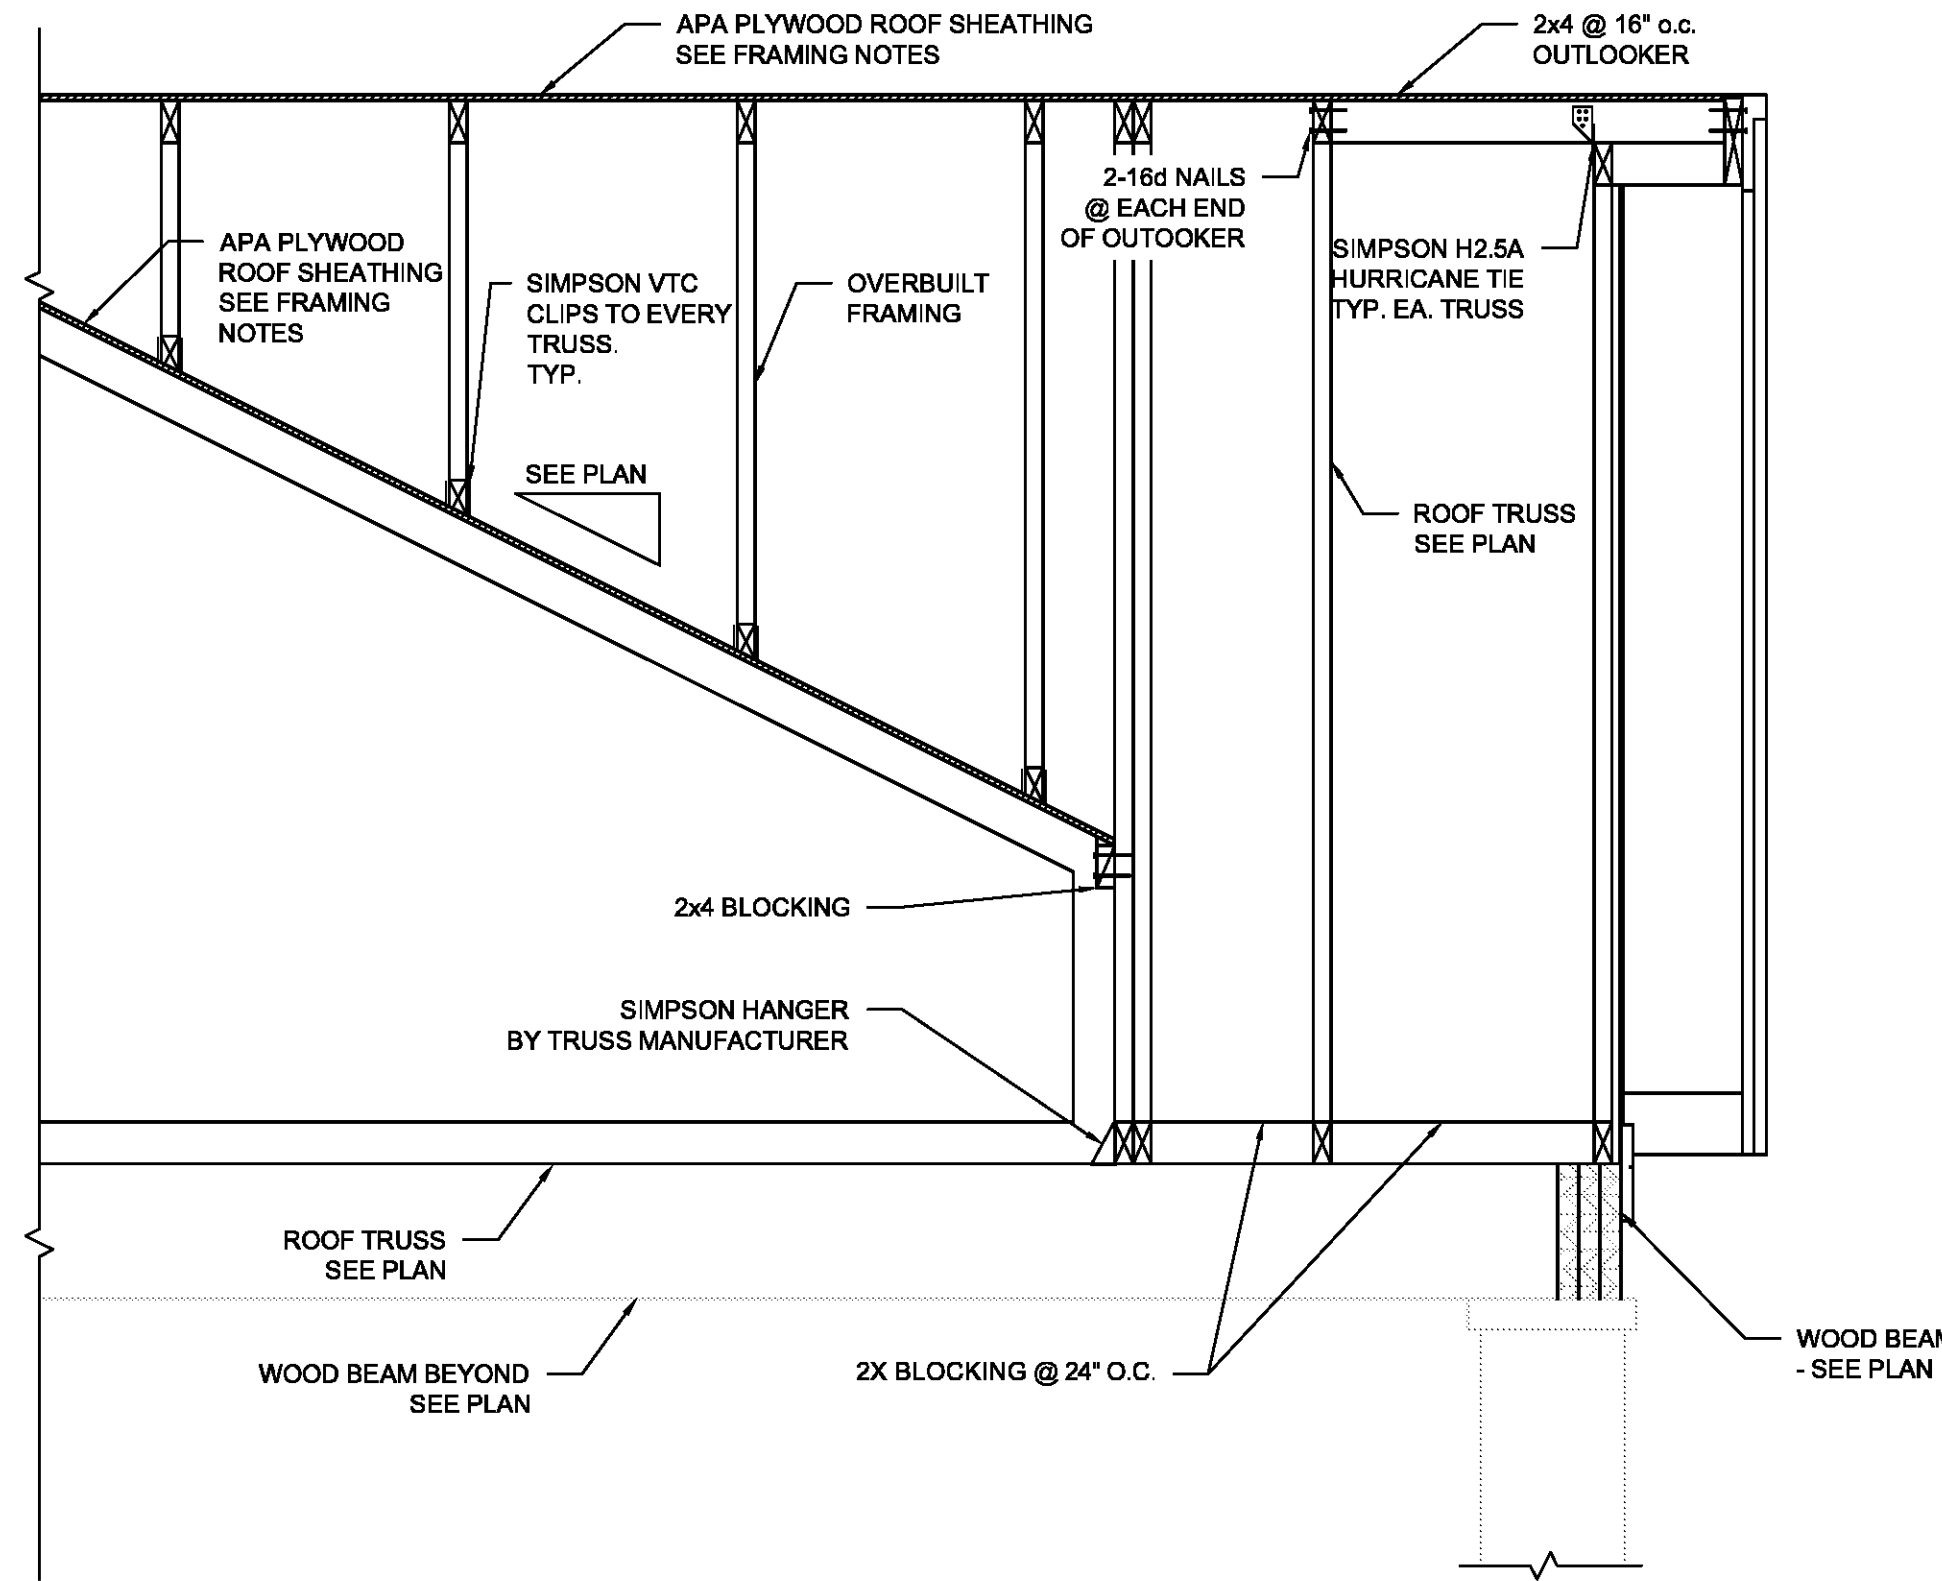 APA PLYWOOD ROOF SHEATHING
SEE FRAMING NOTES
2x4 @ 16" o.c.
OUTLOOKER
2-16d NAILS
@ EACH END
OF OUTOOKER
APA PLYWOOD
ROOF SHEATHING
SEE FRAMING
NOTES
SIMPSON VTC
CLIPS TO EVERY
TRUSS.
TYP.
OVERBUILT
FRAMING
SIMPSON H2.5A
HURRICANE TIE
TYP. EA. TRUSS
SEE PLAN
ROOF TRUSS
SEE PLAN
2x4 BLOCKING
SIMPSON HANGER
BY TRUSS MANUFACTURER
ROOF TRUSS
SEE PLAN
WOOD BEAM BEYOND
SEE PLAN
2X BLOCKING @ 24" O.C.
WOOD BEAM
- SEE PLAN